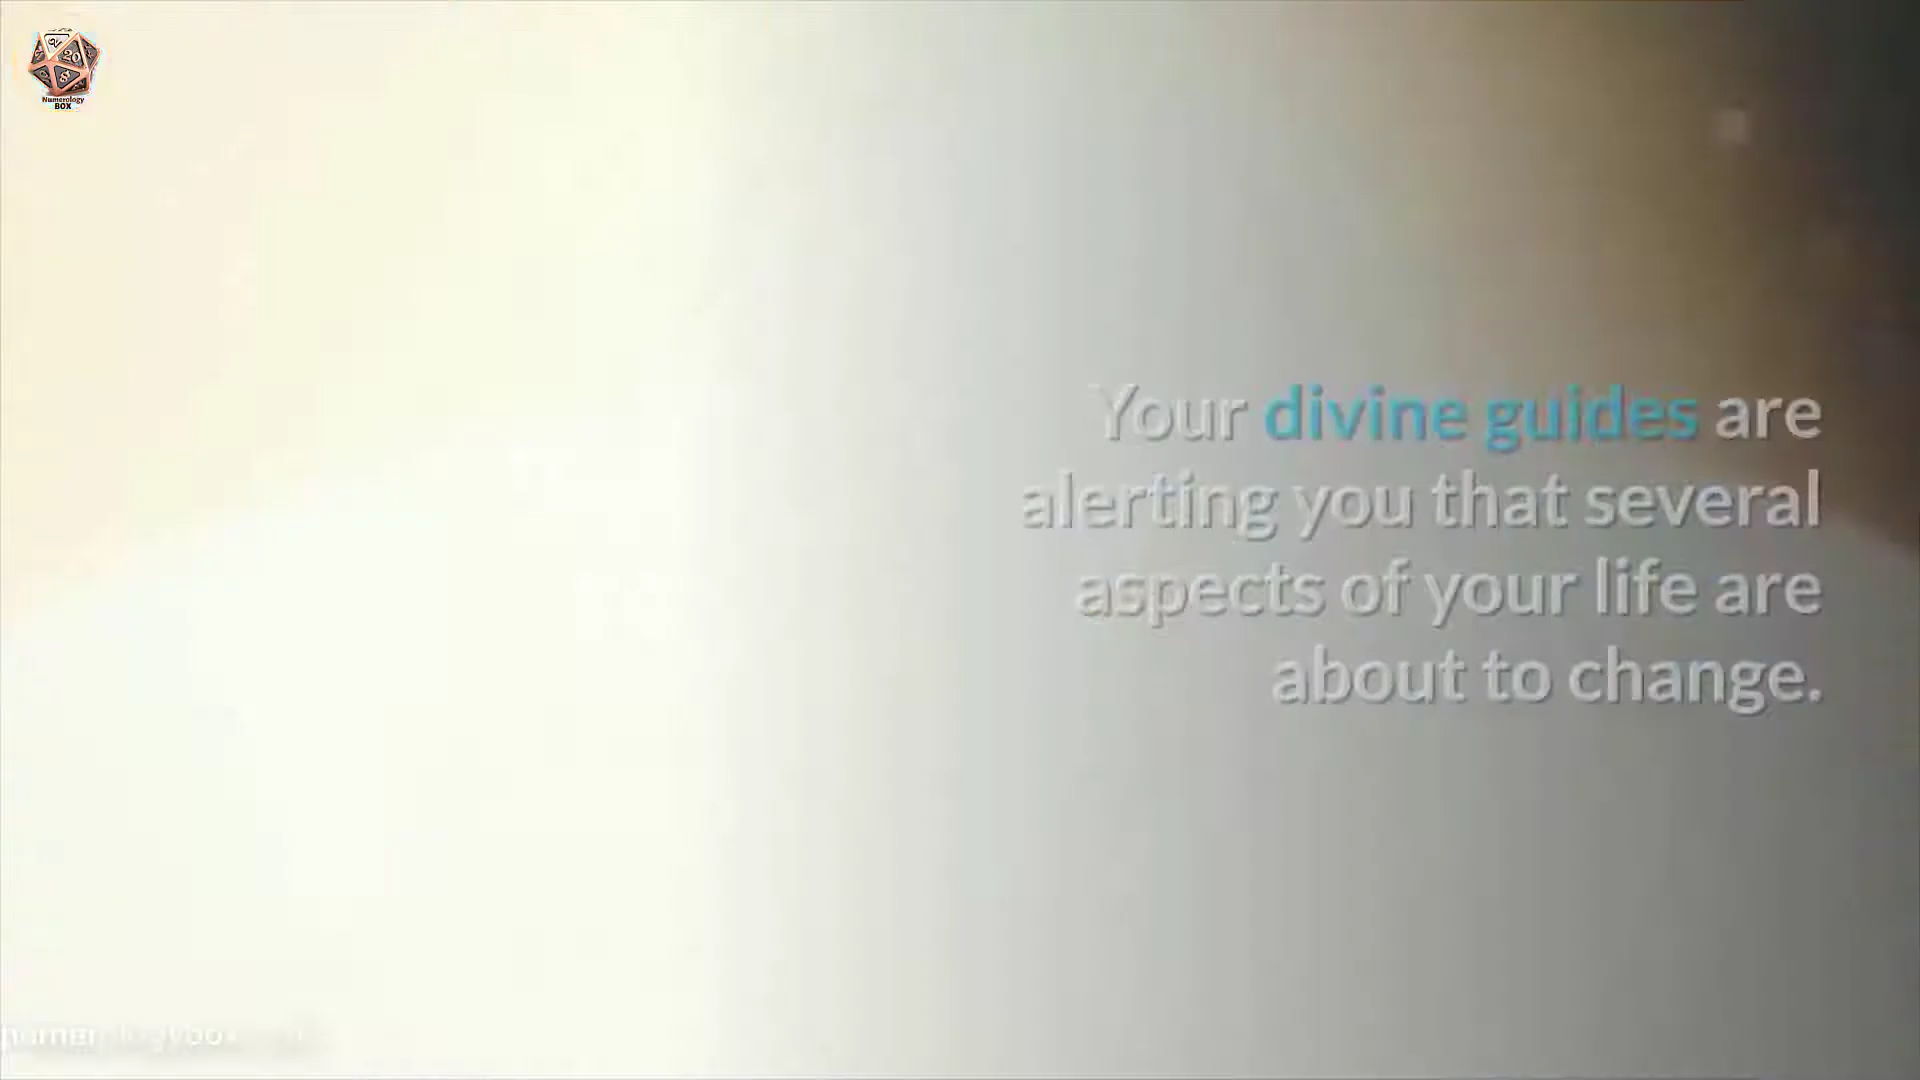 Numerology
BOX
Your divine guides are
alerting you that several
aspects of your life are
about to change.